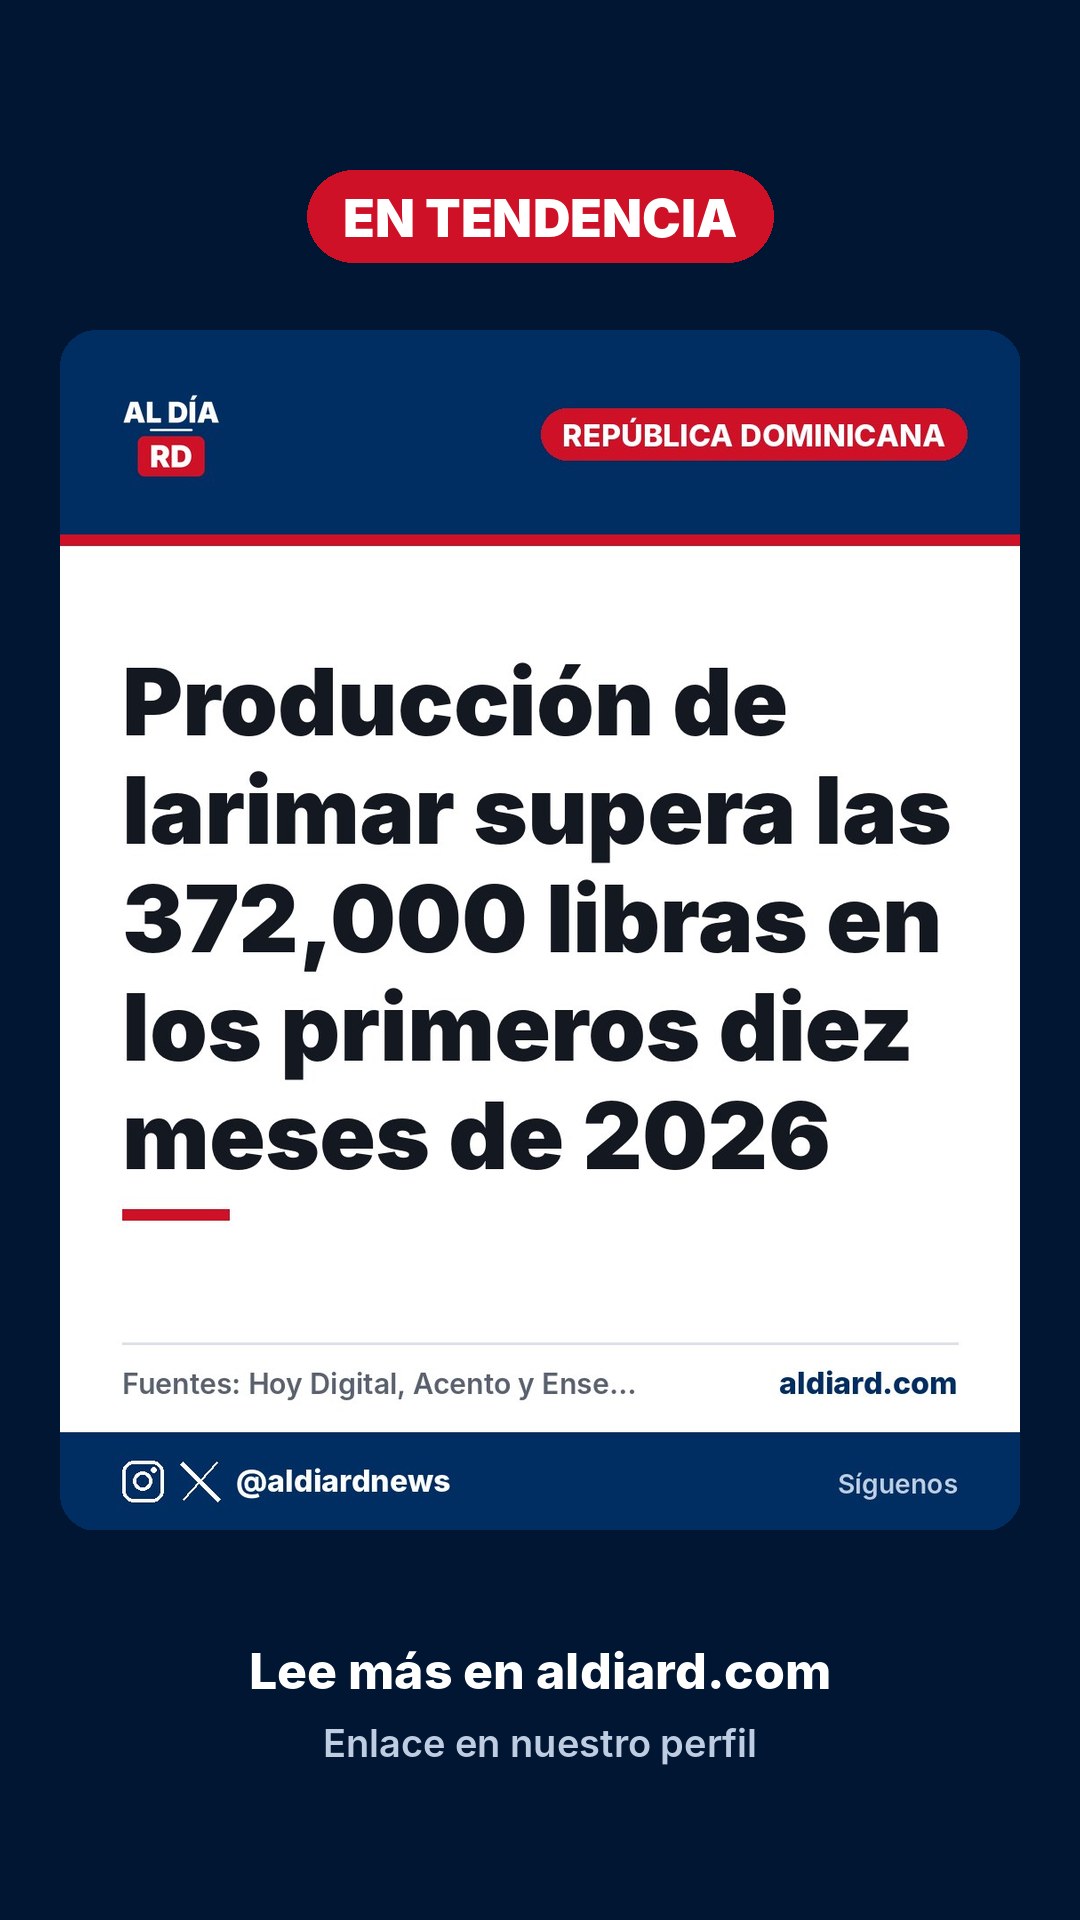 EN TENDENCIA
AL DÍA
RD
REPÚBLICA DOMINICANA
Producción de
larimar supera las
372,000 libras en
los primeros diez
meses de 2026
Fuentes: Hoy Digital, Acento y Ense...
aldiard.com
@aldiardnews
Síguenos
Lee más en aldiard.com
Enlace en nuestro perfil